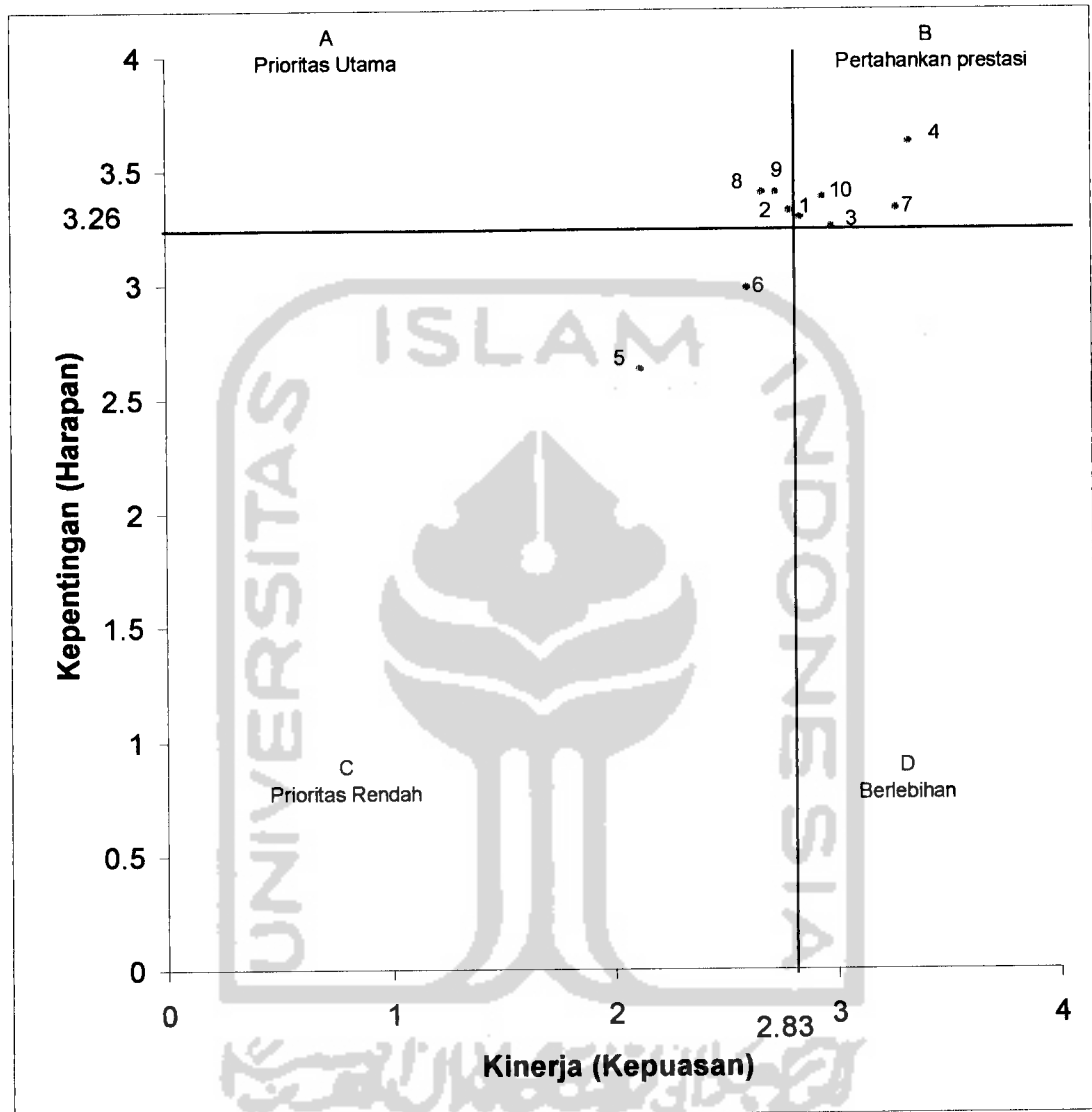 A
Prioritas Utama
B
Pertahankan prestasi
4
3.5
3.26
3
2.5
2
1.5
1
0.5
0
Kepentingan (Harapan)
8
9
2
1
10
3
7
4
6
5
C
Prioritas Rendah
D
Berlebihan
0
1
2
2.83
3
4
Kinerja (Kepuasan)
UNIVERSITAS
ISLAM
INDONESIA